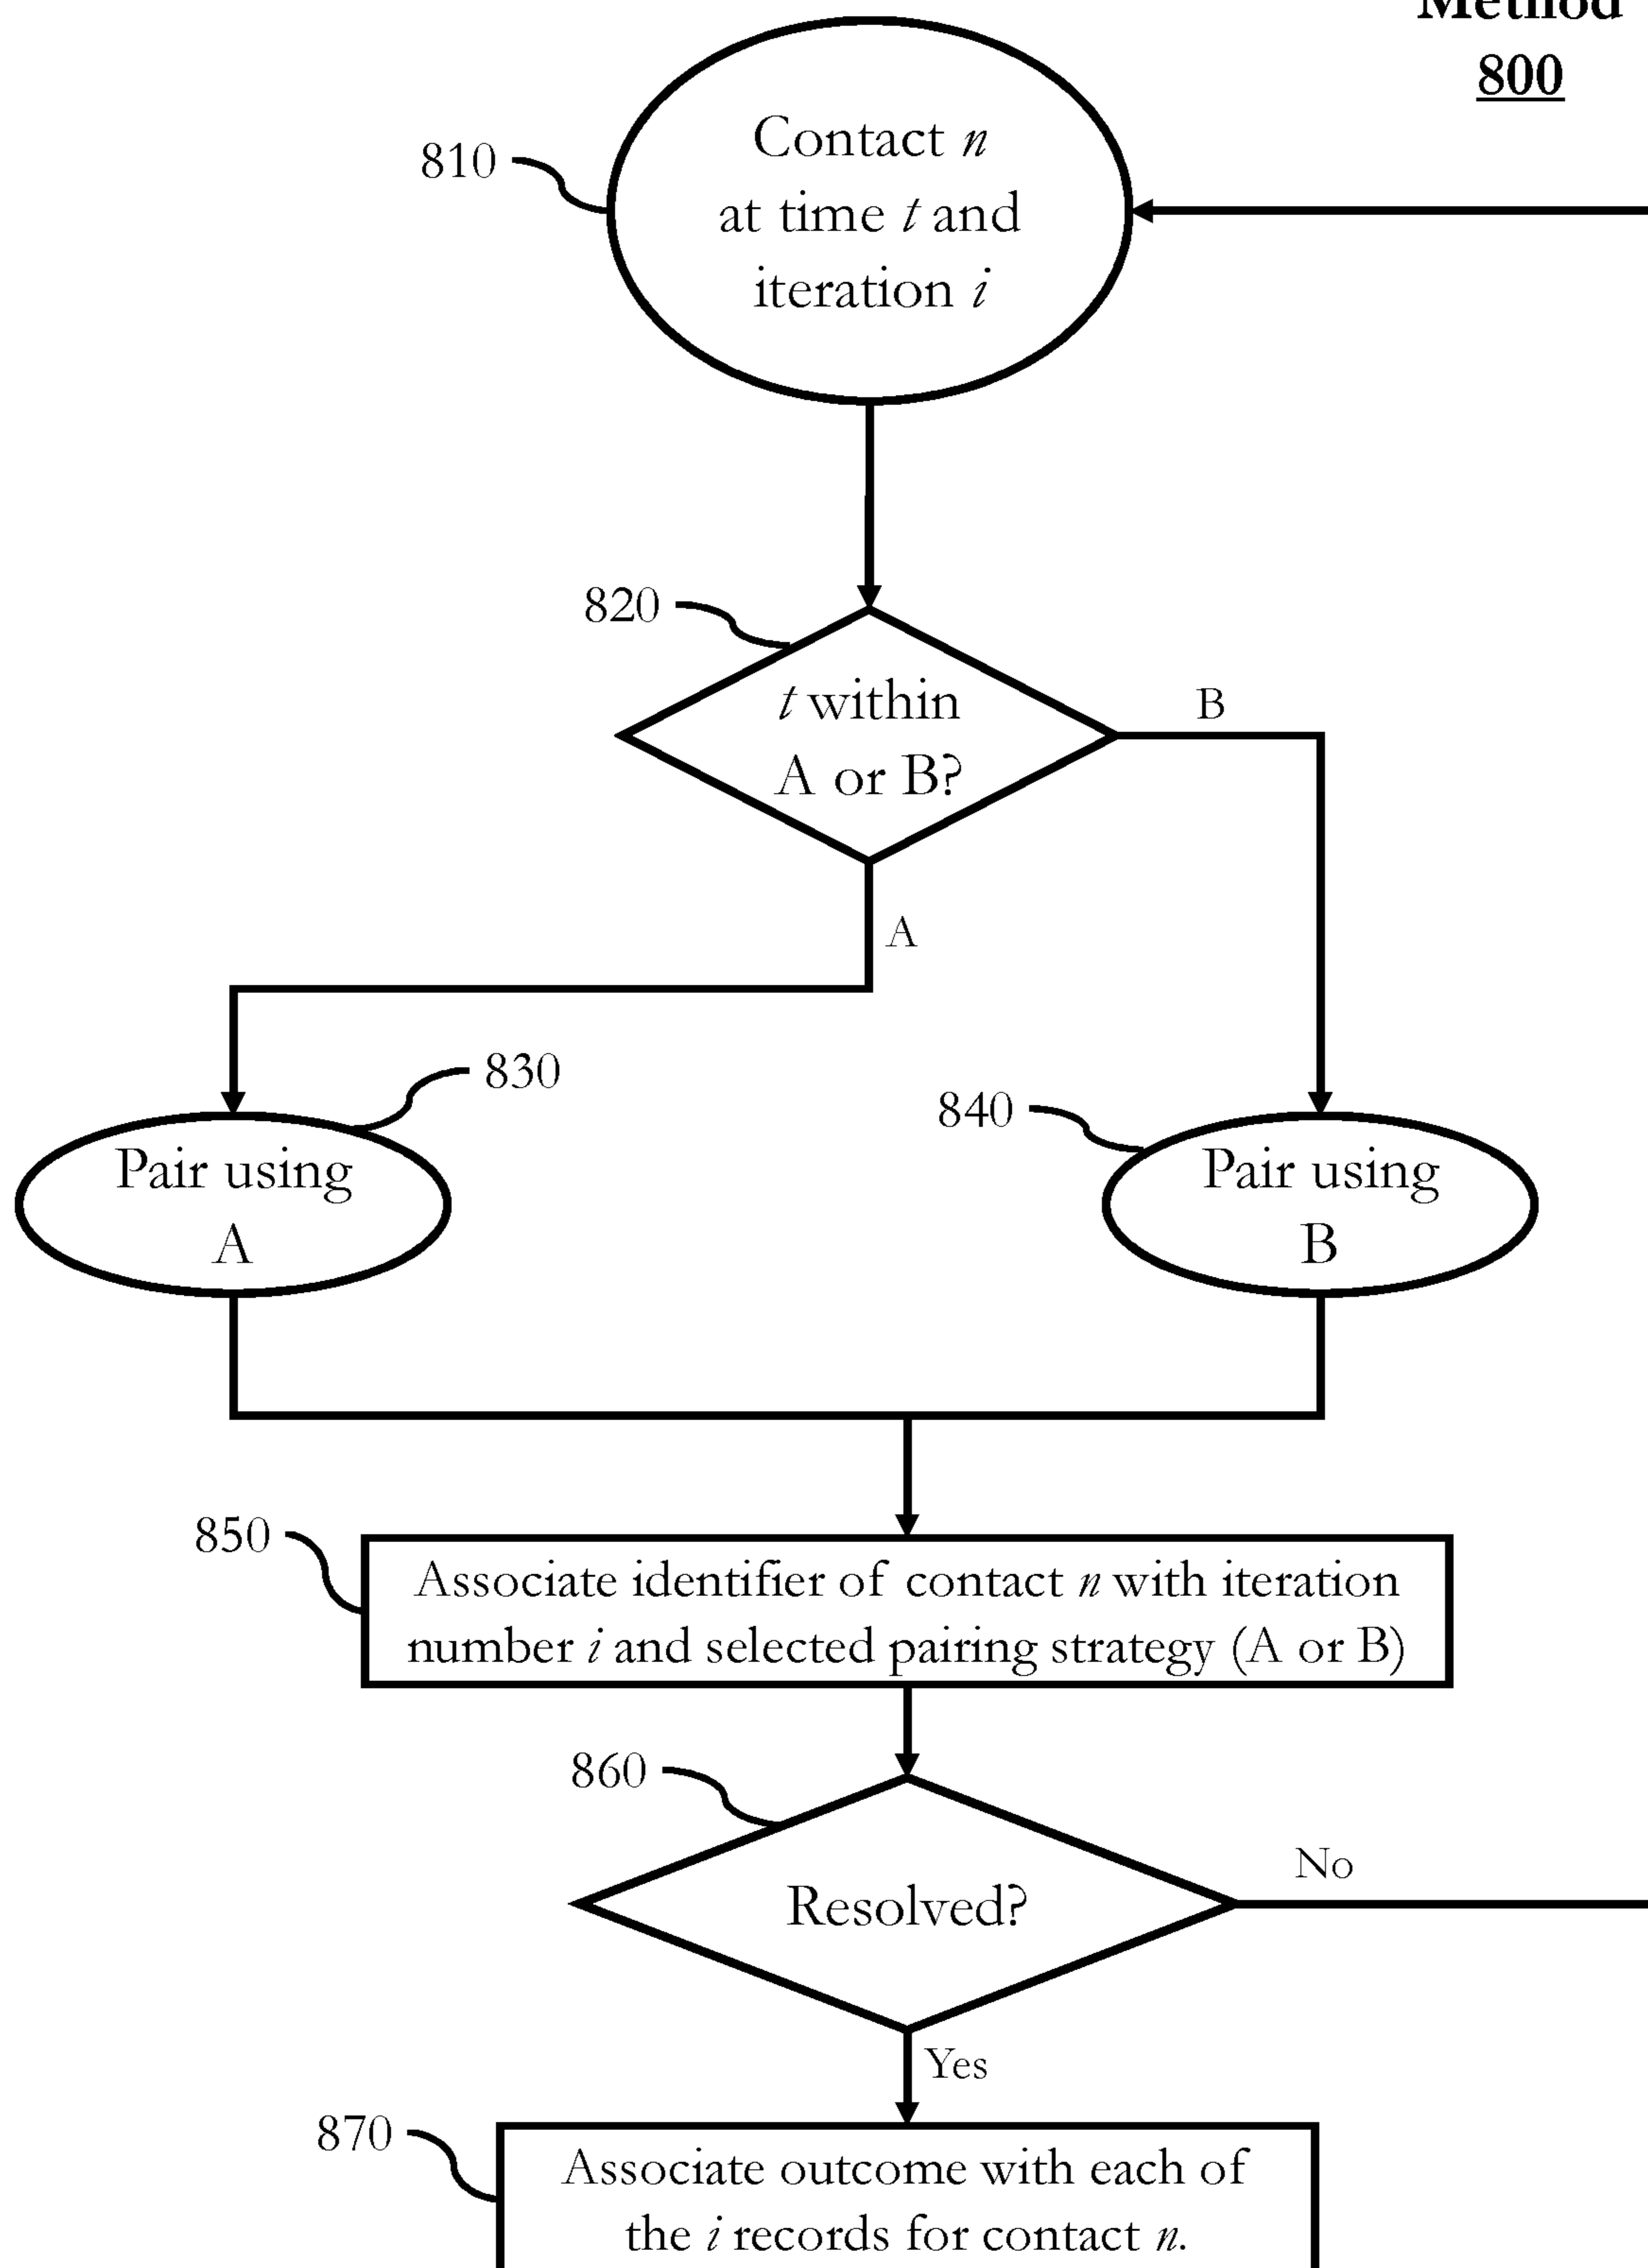 Method
800
810
Contact n
at time t and
iteration i
820
t within
A or B?
B
A
830
Pair using
A
840
Pair using
B
850
Associate identifier of contact n with iteration
number i and selected pairing strategy (A or B)
860
Resolved?
No
Yes
870
Associate outcome with each of
the i records for contact n.